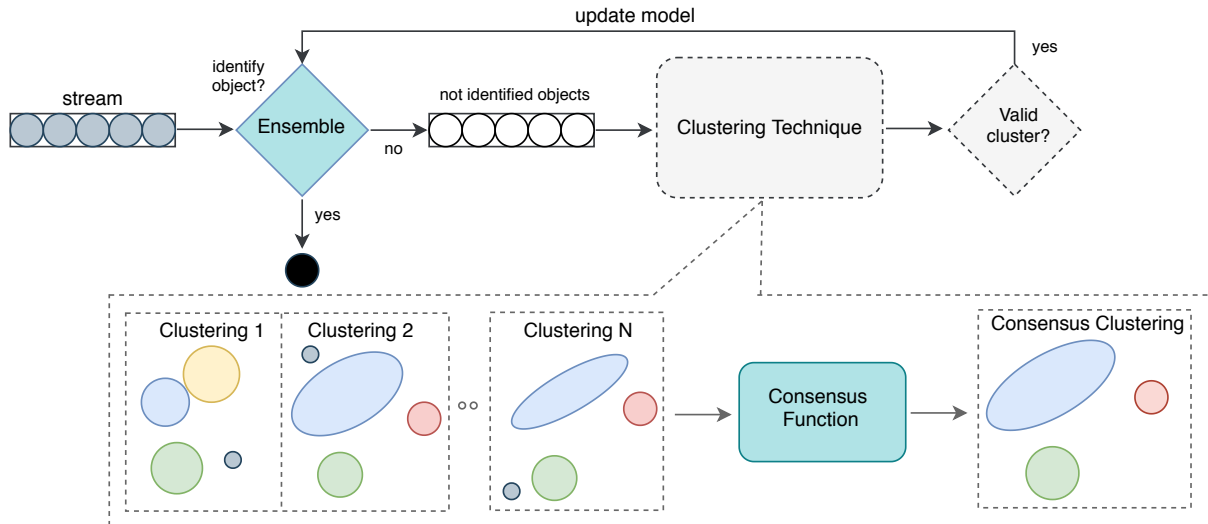 update model
yes
identify
object?
stream
Ensemble
no
not identified objects
Clustering Technique
Valid
cluster?
yes
Clustering 1
Clustering 2
Clustering N
Consensus
Function
Consensus Clustering